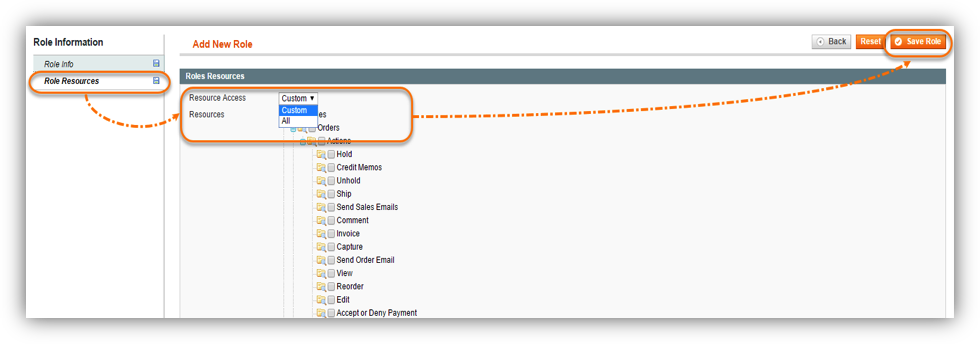 Role Information
Role Info
Role Resources
Add New Role
Back
Reset
Save Role
Roles Resources
Resource Access
Custom
Custom
All
Resources
es
Orders
Actions
Hold
Credit Memos
Unhold
Ship
Send Sales Emails
Comment
Invoice
Capture
Send Order Email
View
Reorder
Edit
Accept or Deny Payment